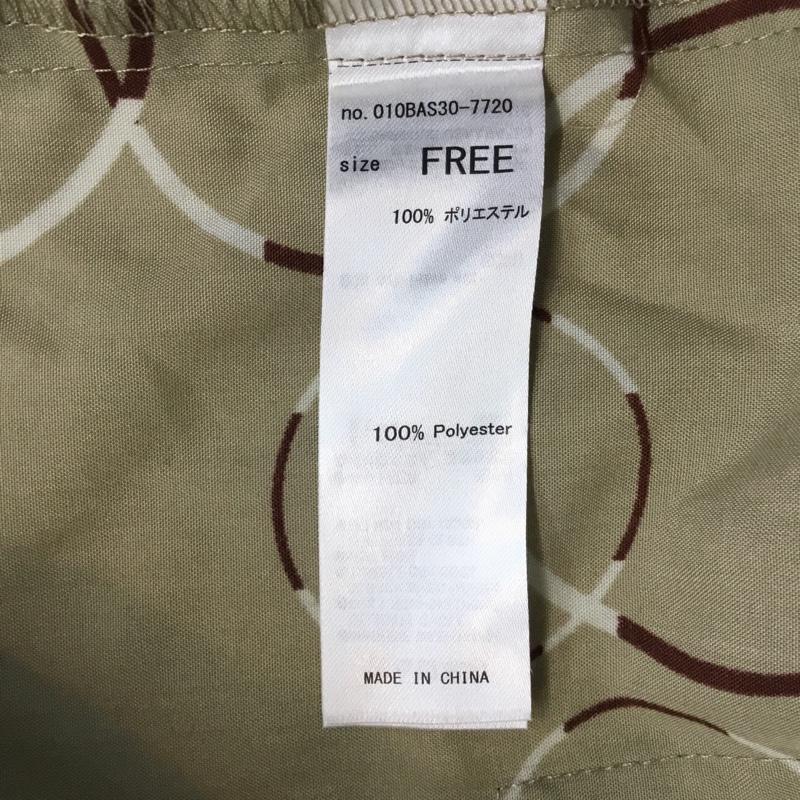 no. 010BAS30-7720
size FREE
100% ポリエステル
100% Polyester
MADE IN CHINA